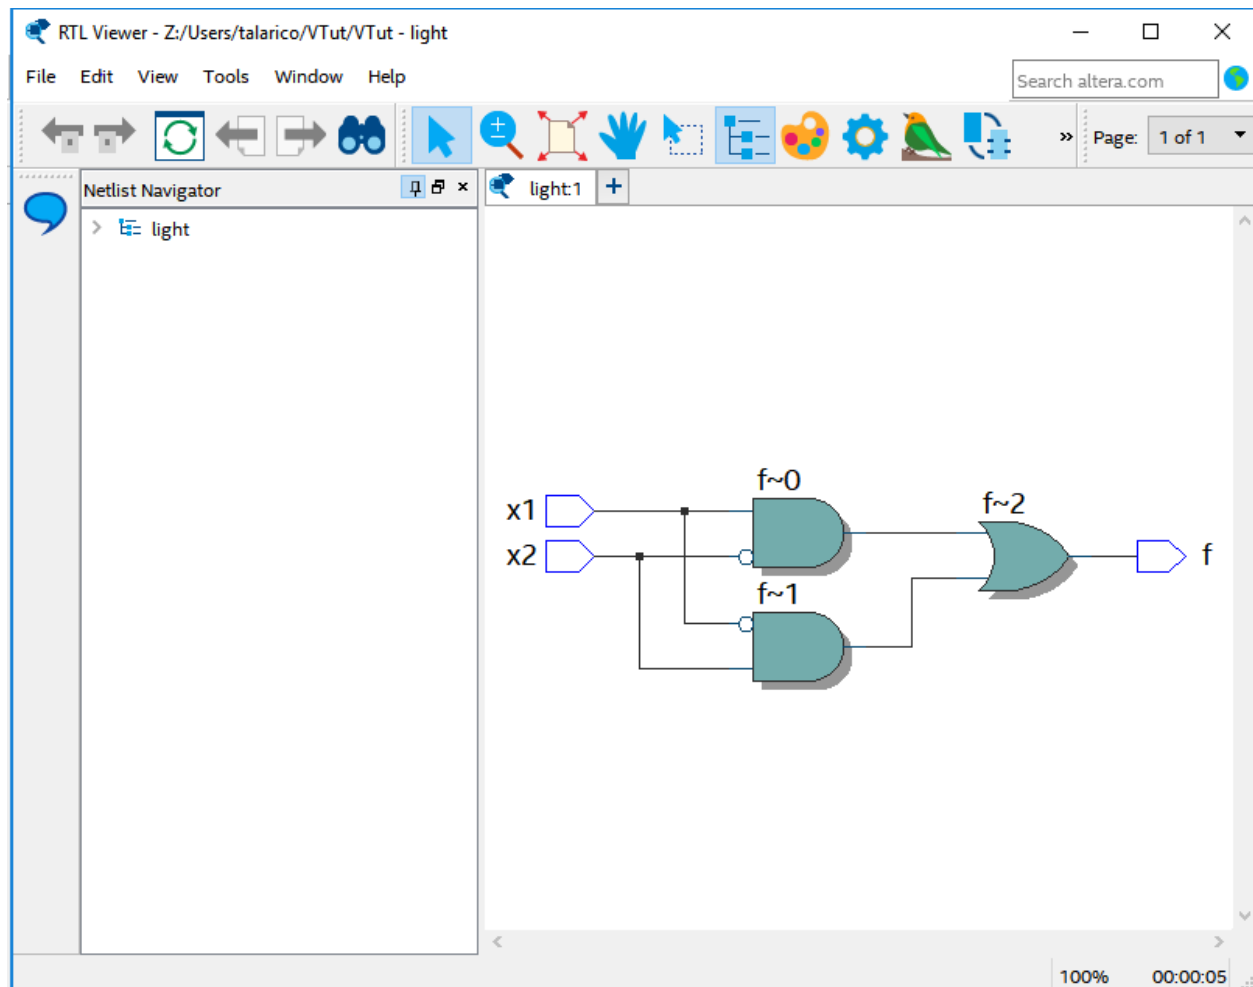 RTL Viewer - Z:/Users/talarico/VTut/VTut - light
File Edit View Tools Window Help
Search altera.com
» Page: 1 of 1
Netlist Navigator
light:1
light
f~0
f~2
x1
x2
f
f~1
100% 00:00:05